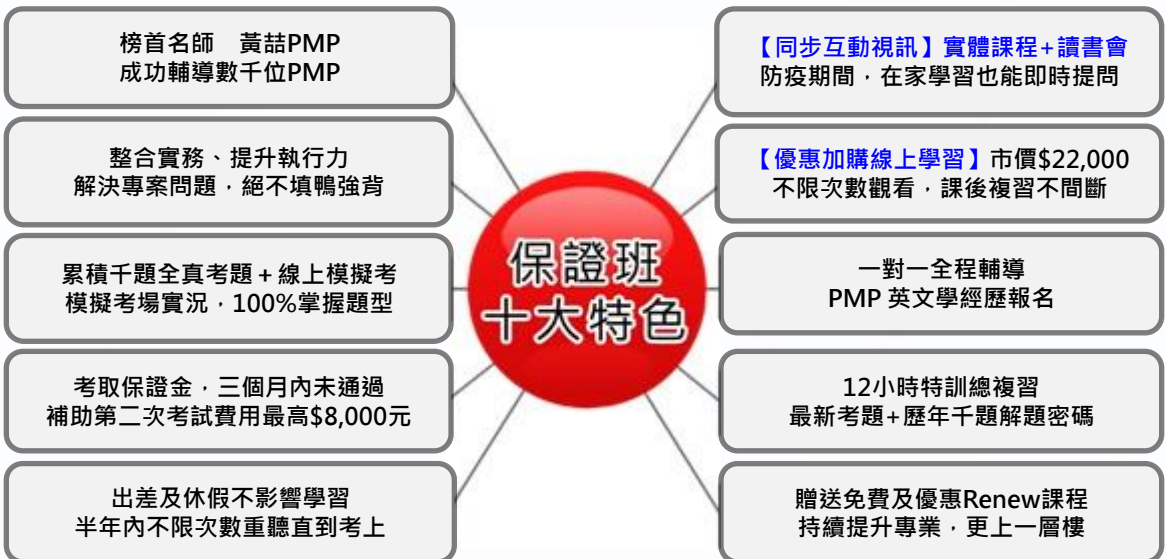 榜首名師　黃喆PMP
成功輔導數千位PMP
整合實務、提升執行力
解決專案問題，絕不填鴨強背
累積千題全真考題+線上模擬考
模擬考場實況，100%掌握題型
考取保證金，三個月內未通過
補助第二次考試費用最高$8,000元
出差及休假不影響學習
半年內不限次數重聽直到考上
保證班
十大特色
【同步互動視訊】實體課程+讀書會
防疫期間，在家學習也能即時提問
【優惠加購線上學習】市價$22,000
不限次數觀看，課後複習不間斷
一對一全程輔導
PMP 英文學經歷報名
12小時特訓總複習
最新考題+歷年千題解題密碼
贈送免費及優惠Renew課程
持續提升專業，更上一層樓